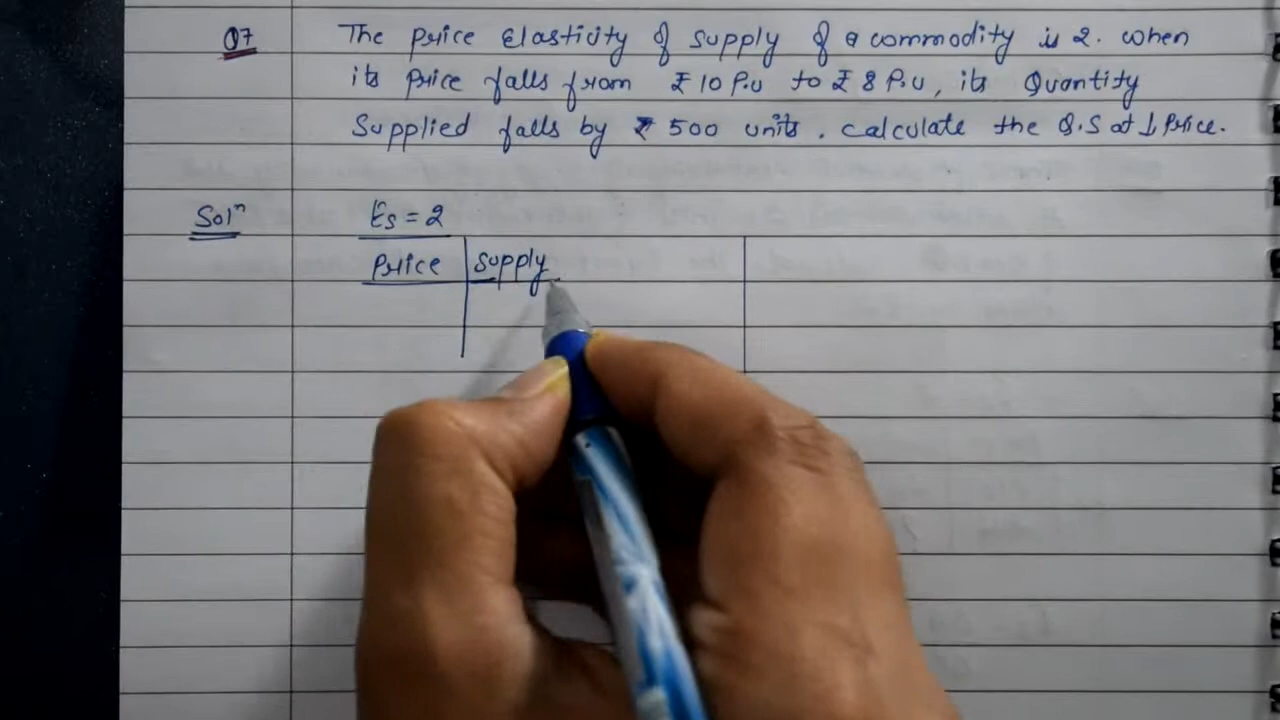 Q7 The Price Elasticity of supply of a commodity is 2. when
its Price falls from ₹ 10 P.U to ₹ 8 P.U, its Quantity
Supplied falls by ₹ 500 units. calculate the Q.S at ↓ Price.
Solⁿ Es = 2
Price Supply